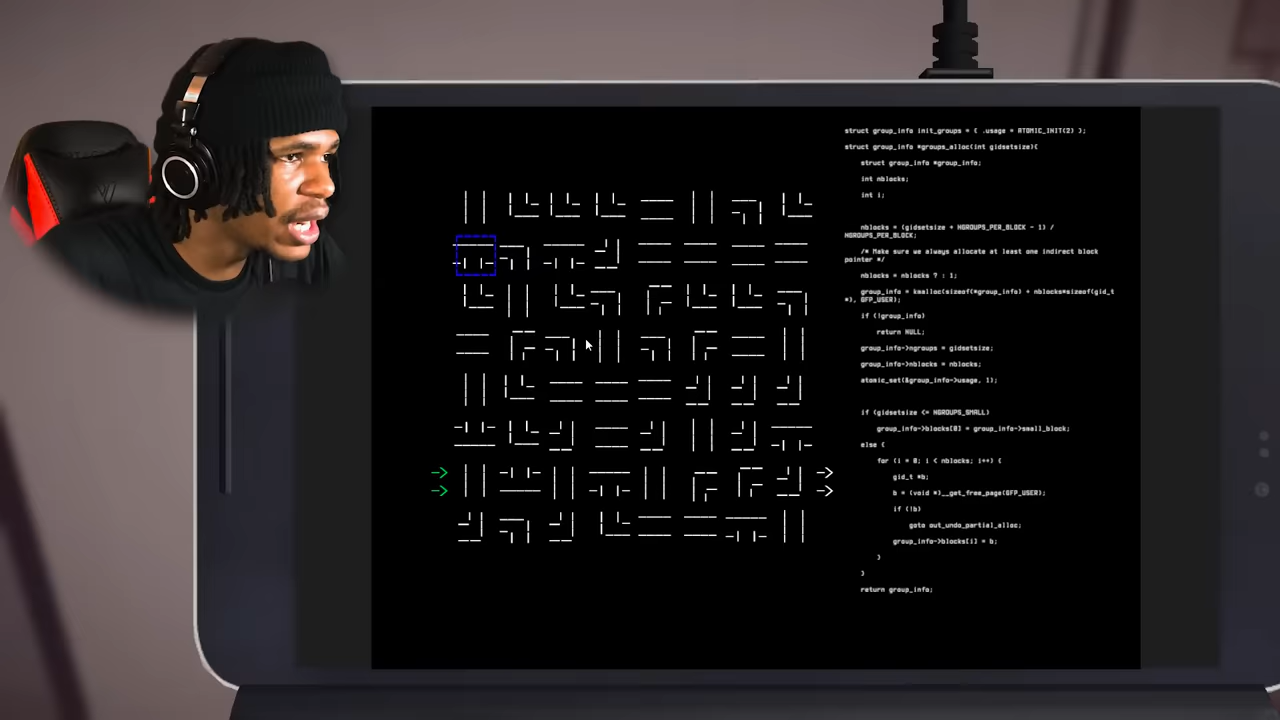 struct group_info init_groups = { .usage = ATOMIC_INIT(2) };
struct group_info *groups_alloc(int gidsetsize){
struct group_info *group_info;
int nblocks;
int i;
nblocks = (gidsetsize + NGROUPS_PER_BLOCK - 1) /
NGROUPS_PER_BLOCK;
/* Make sure we always allocate at least one indirect block
pointer */
nblocks = nblocks ? : 1;
group_info = kmalloc(sizeof(*group_info) + nblocks*sizeof(gid_t
*), GFP_USER);
if (!group_info)
return NULL;
group_info->ngroups = gidsetsize;
group_info->nblocks = nblocks;
atomic_set(&group_info->usage, 1);
if (gidsetsize <= NGROUPS_SMALL)
group_info->blocks[0] = group_info->small_block;
else {
for (i = 0; i < nblocks; i++) {
gid_t *b;
b = (void *)__get_free_page(GFP_USER);
if (!b)
goto out_undo_partial_alloc;
group_info->blocks[i] = b;
}
}
return group_info;